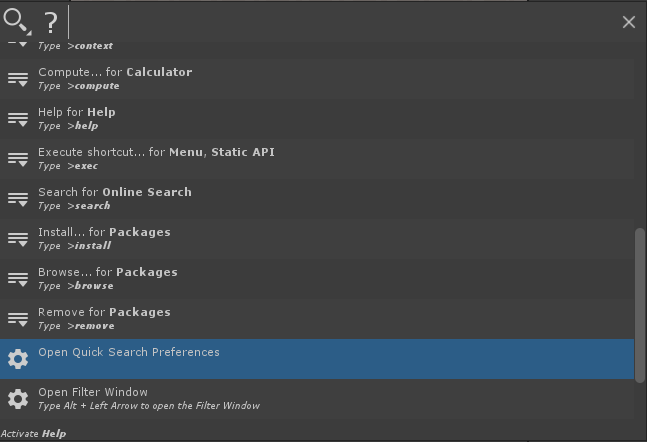 ?
Type >context
Compute... for Calculator
Type >compute
Help for Help
Type >help
Execute shortcut... for Menu, Static API
Type >exec
Search for Online Search
Type >search
Install... for Packages
Type >install
Browse... for Packages
Type >browse
Remove for Packages
Type >remove
Open Quick Search Preferences
Open Filter Window
Type Alt + Left Arrow to open the Filter Window
Activate Help